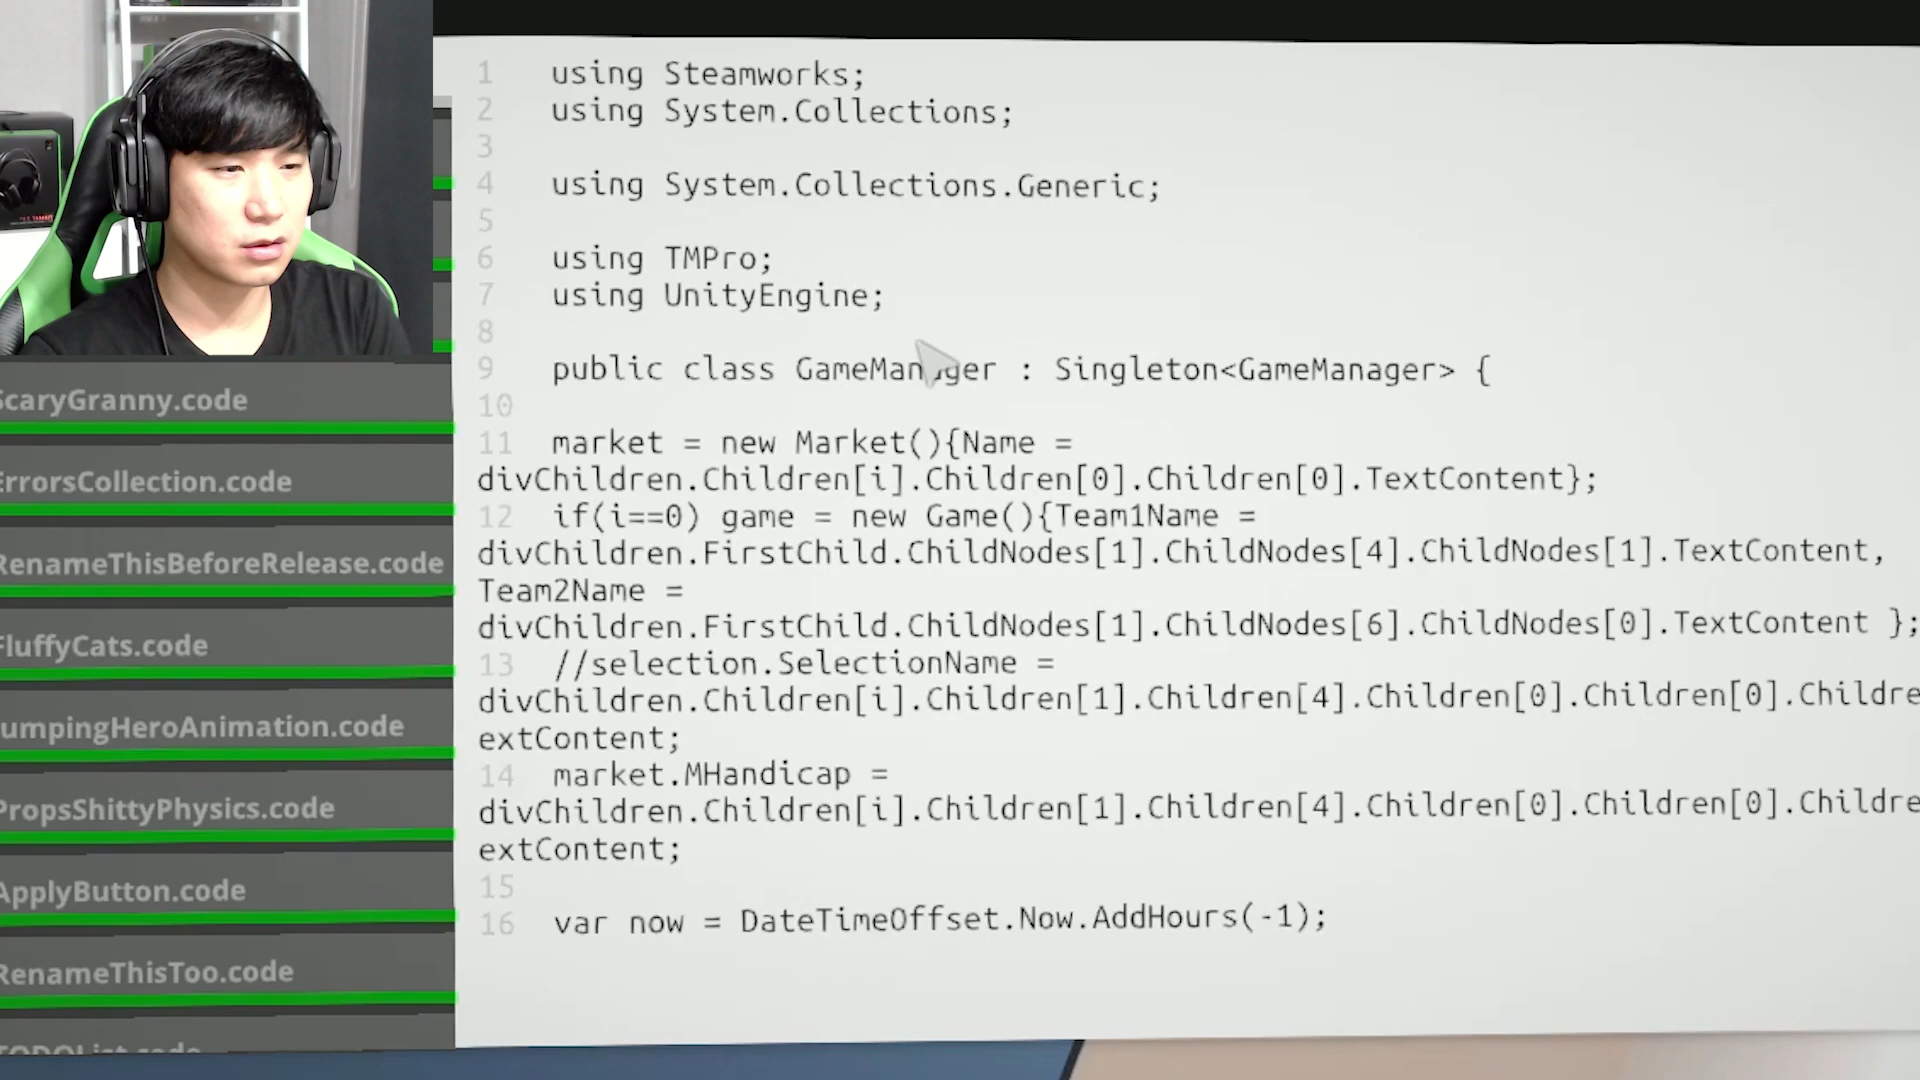 ScaryGranny.code
ErrorsCollection.code
RenameThisBeforeRelease.code
FluffyCats.code
JumpingHeroAnimation.code
PropsShittyPhysics.code
ApplyButton.code
RenameThisToo.code
TODOList.code
1 using Steamworks;
2 using System.Collections;
3
4 using System.Collections.Generic;
5
6 using TMPro;
7 using UnityEngine;
8
9 public class GameManager : Singleton<GameManager> {
10
11 market = new Market(){Name =
divChildren.Children[i].Children[0].Children[0].TextContent};
12 if(i==0) game = new Game(){Team1Name =
divChildren.FirstChild.ChildNodes[1].ChildNodes[4].ChildNodes[1].TextContent,
Team2Name =
divChildren.FirstChild.ChildNodes[1].ChildNodes[6].ChildNodes[0].TextContent };
13 //selection.SelectionName =
divChildren.Children[i].Children[1].Children[4].Children[0].Children[0].Childre
extContent;
14 market.MHandicap =
divChildren.Children[i].Children[1].Children[4].Children[0].Children[0].Childre
extContent;
15
16 var now = DateTimeOffset.Now.AddHours(-1);